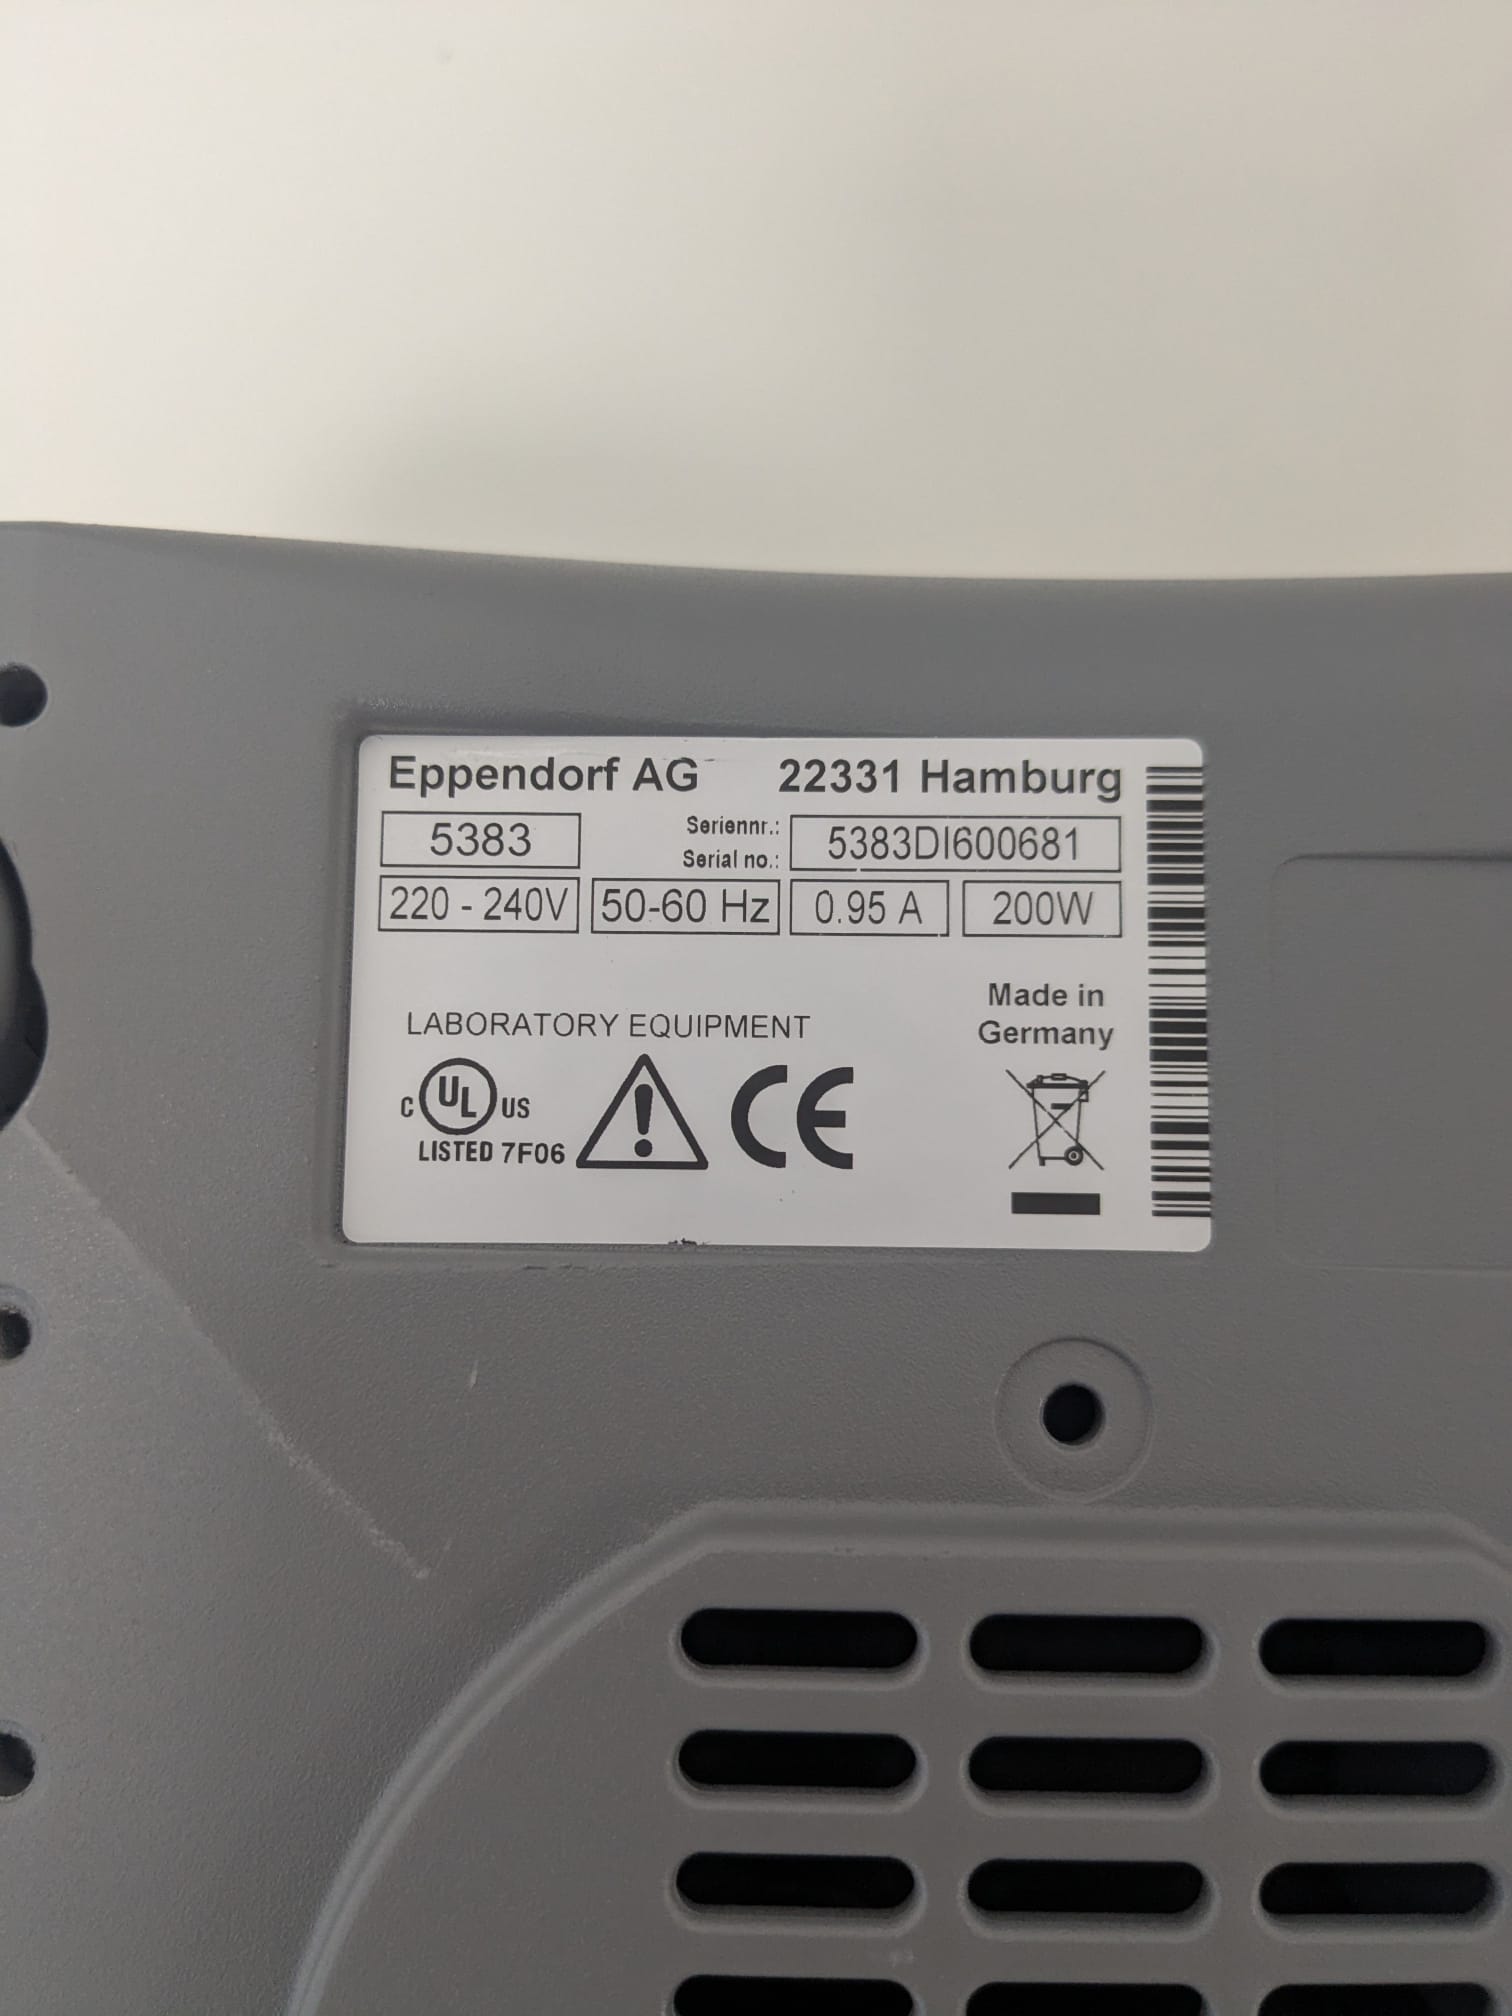 Eppendorf AG 22331 Hamburg
5383 Seriennr.: Serial no.: 5383DI600681
220 - 240V 50-60 Hz 0.95 A 200W
Made in
Germany
LABORATORY EQUIPMENT
C UL US
LISTED 7F06
CE